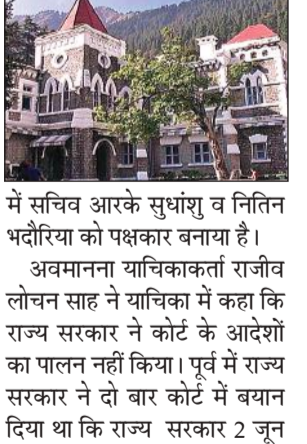 में सचिव आरके सुधांशु व नितिन
भदौरिया को पक्षकार बनाया है।
अवमानना याचिकाकर्ता राजीव
लोचन साह ने याचिका में कहा कि
राज्य सरकार ने कोर्ट के आदेशों
का पालन नहीं किया। पूर्व में राज्य
सरकार ने दो बार कोर्ट में बयान
दिया था कि राज्य सरकार 2 जून